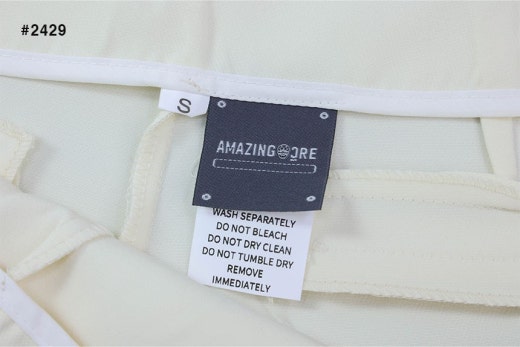 #2429
S
AMAZING ORE
WASH SEPARATELY
DO NOT BLEACH
DO NOT DRY CLEAN
DO NOT TUMBLE DRY
REMOVE
IMMEDIATELY